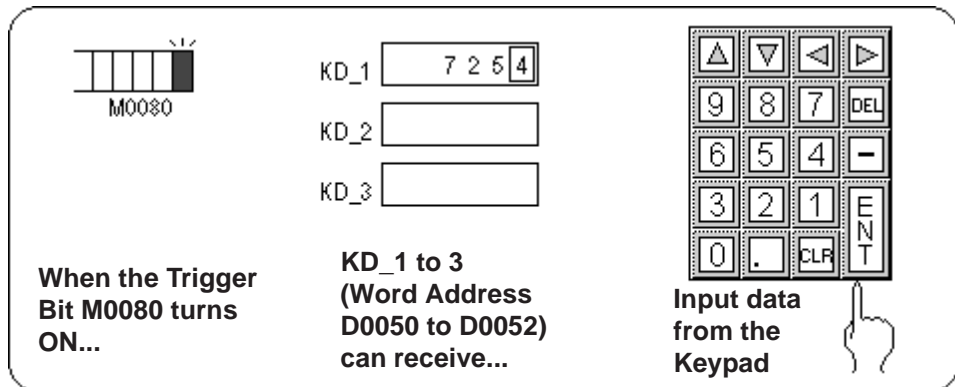 M0080
KD_1 7 2 5 4
KD_2
KD_3
9 8 7 DEL
6 5 4 −
3 2 1 ENT
0 . CLR
When the Trigger
Bit M0080 turns
ON...
KD_1 to 3
(Word Address
D0050 to D0052)
can receive...
Input data
from the
Keypad